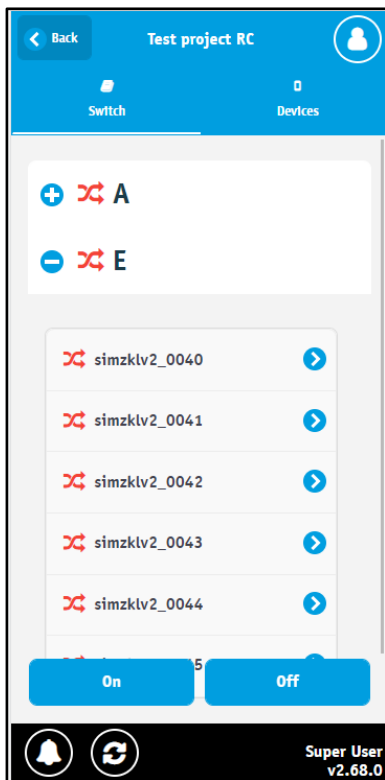 Back
Test project RC
Switch
Devices
A
E
simzklv2_0040
simzklv2_0041
simzklv2_0042
simzklv2_0043
simzklv2_0044
On
Off
Super User
v2.68.0